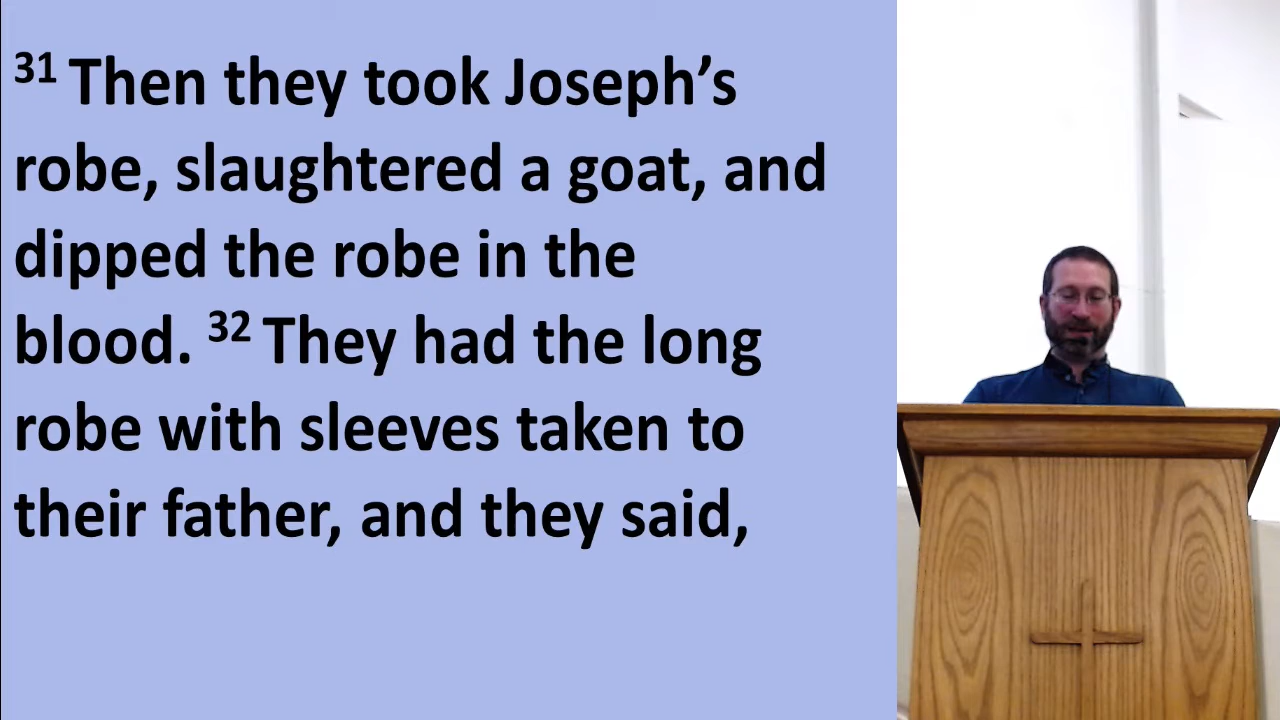 31 Then they took Joseph’s
robe, slaughtered a goat, and
dipped the robe in the
blood. 32 They had the long
robe with sleeves taken to
their father, and they said,